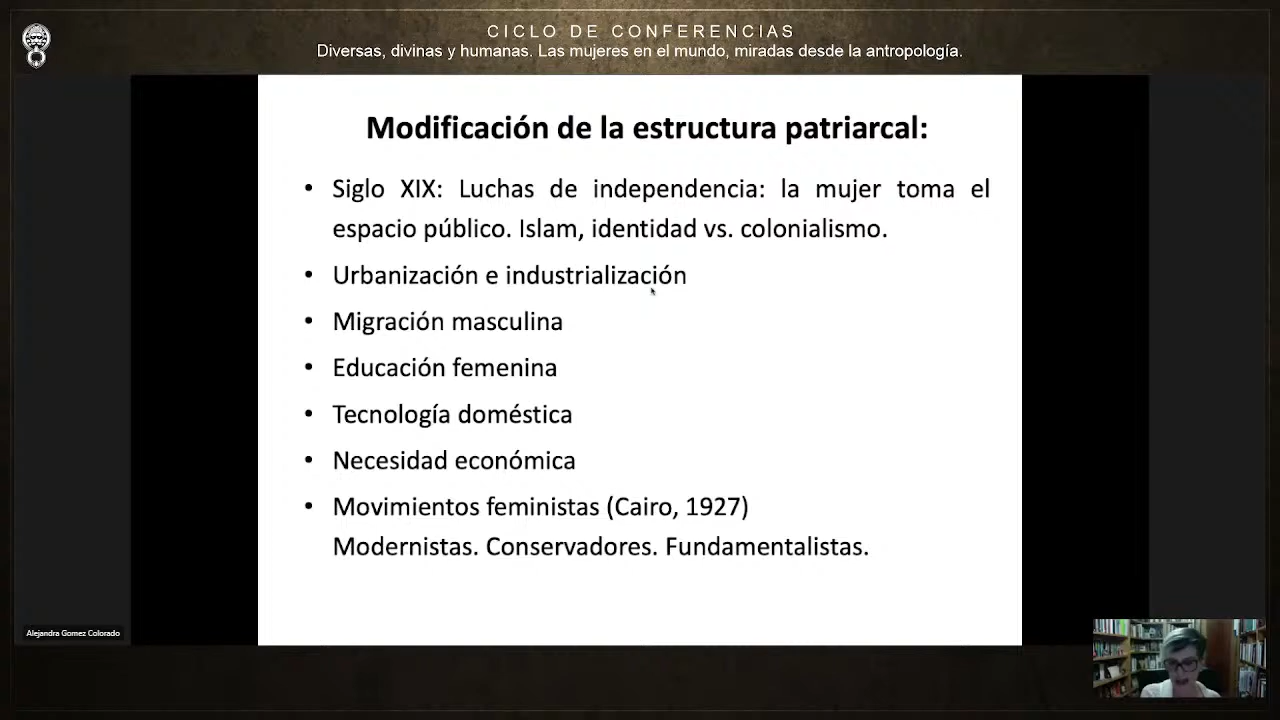 CICLO DE CONFERENCIAS
Diversas, divinas y humanas. Las mujeres en el mundo, miradas desde la antropología.
Modificación de la estructura patriarcal:
• Siglo XIX: Luchas de independencia: la mujer toma el
espacio público. Islam, identidad vs. colonialismo.
• Urbanización e industrialización
• Migración masculina
• Educación femenina
• Tecnología doméstica
• Necesidad económica
• Movimientos feministas (Cairo, 1927)
Modernistas. Conservadores. Fundamentalistas.
Alejandra Gomez Colorado